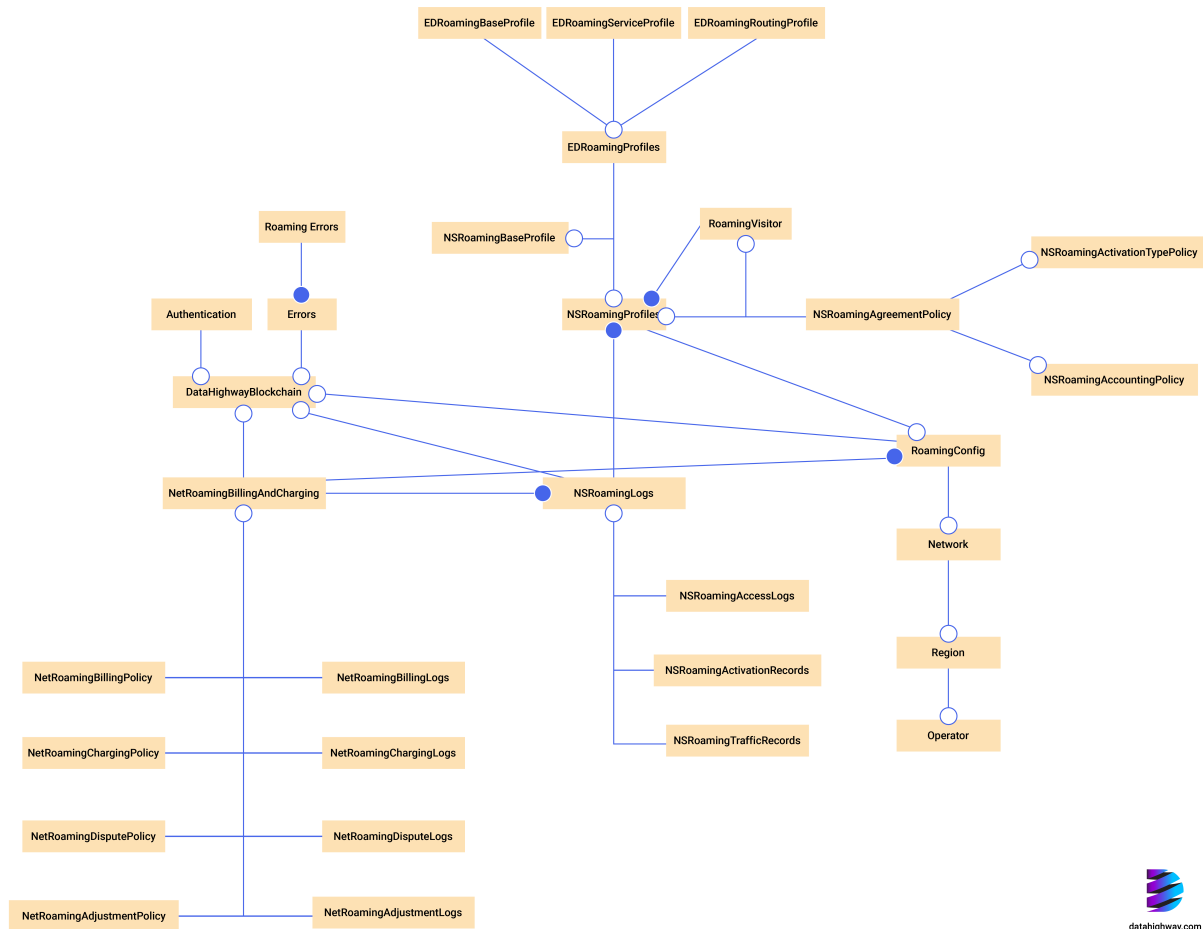 EDRoamingBaseProfile
EDRoamingServiceProfile
EDRoamingRoutingProfile
EDRoamingProfiles
Roaming Errors
NSRoamingBaseProfile
RoamingVisitor
NSRoamingActivationTypePolicy
Authentication
Errors
NSRoamingProfiles
NSRoamingAgreementPolicy
NSRoamingAccountingPolicy
DataHighwayBlockchain
RoamingConfig
NetRoamingBillingAndCharging
NSRoamingLogs
Network
NSRoamingAccessLogs
Region
NSRoamingActivationRecords
NetRoamingBillingPolicy
NetRoamingBillingLogs
Operator
NSRoamingTrafficRecords
NetRoamingChargingPolicy
NetRoamingChargingLogs
NetRoamingDisputePolicy
NetRoamingDisputeLogs
NetRoamingAdjustmentPolicy
NetRoamingAdjustmentLogs
datahighway.com